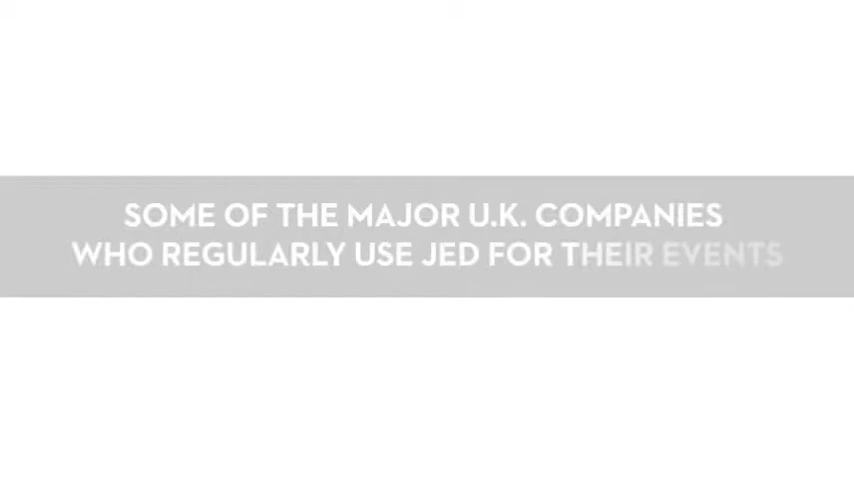 SOME OF THE MAJOR U.K. COMPANIES
WHO REGULARLY USE JED FOR THEIR EVENTS